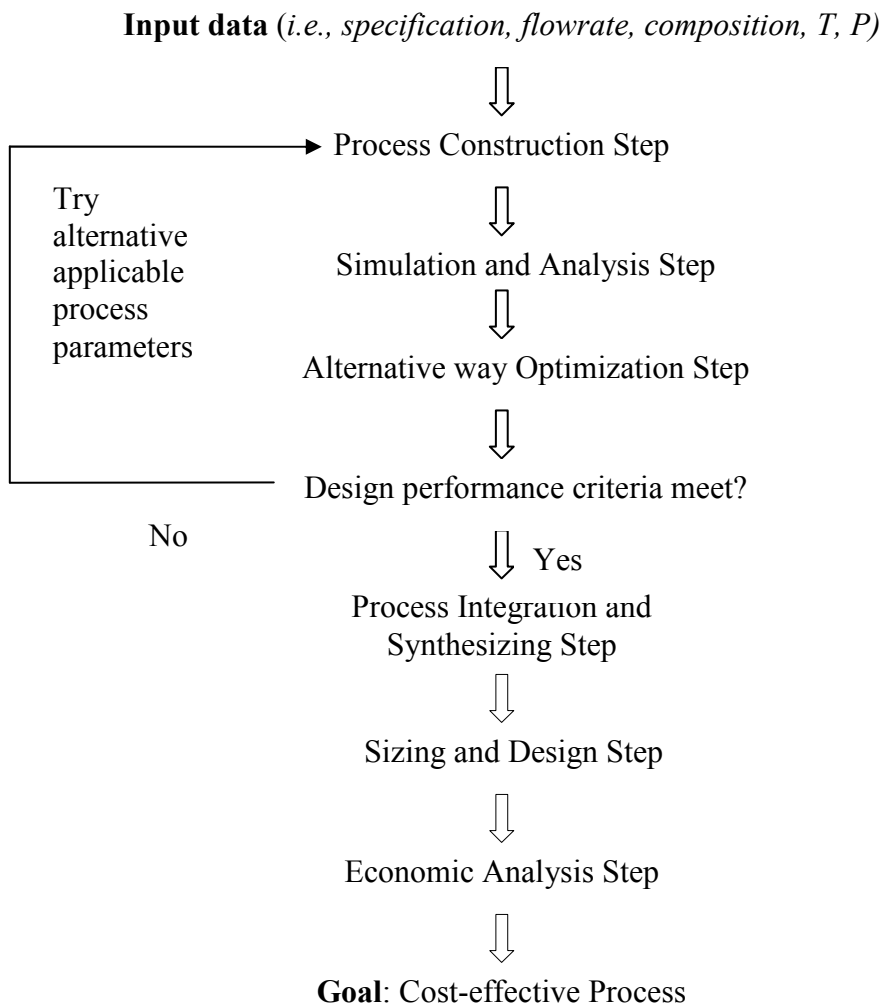 Input data (i.e., specification, flowrate, composition, T, P)
Process Construction Step
Try
alternative
applicable
process
parameters
Simulation and Analysis Step
Alternative way Optimization Step
Design performance criteria meet?
No
Yes
Process Integration and
Synthesizing Step
Sizing and Design Step
Economic Analysis Step
Goal: Cost-effective Process